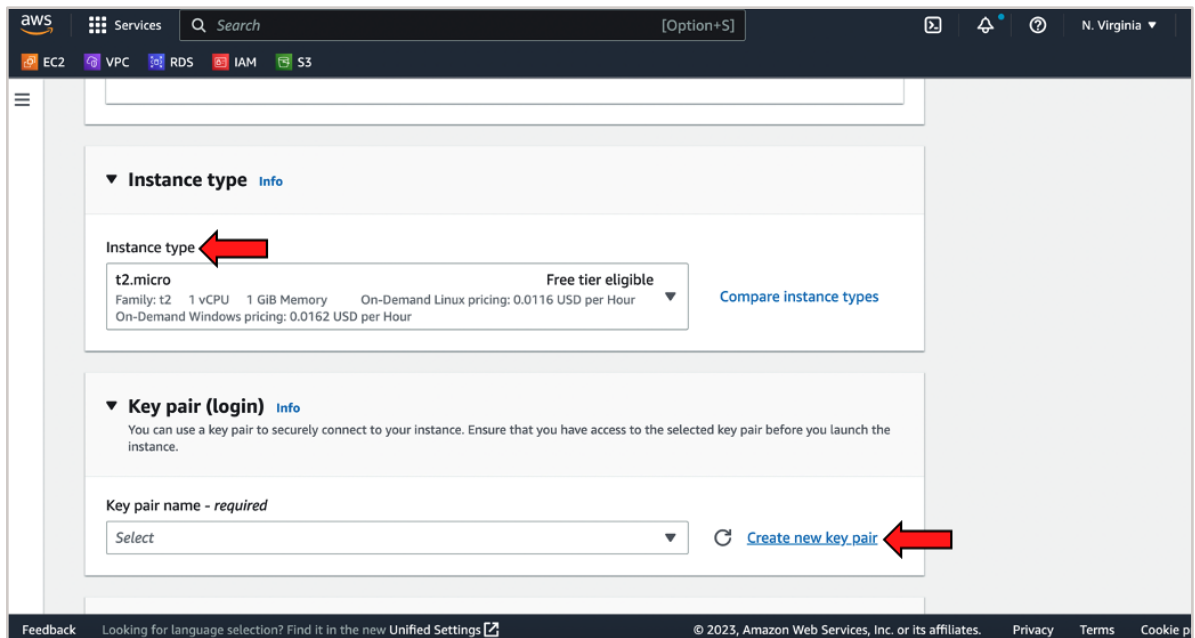 aws Services Search [Option+S] N. Virginia
EC2 VPC RDS IAM S3
Instance type Info
Instance type
t2.micro Free tier eligible
Family: t2 1 vCPU 1 GiB Memory On-Demand Linux pricing: 0.0116 USD per Hour
On-Demand Windows pricing: 0.0162 USD per Hour
Compare instance types
Key pair (login) Info
You can use a key pair to securely connect to your instance. Ensure that you have access to the selected key pair before you launch the
instance.
Key pair name - required
Select
Create new key pair
Feedback Looking for language selection? Find it in the new Unified Settings © 2023, Amazon Web Services, Inc. or its affiliates. Privacy Terms Cookie p